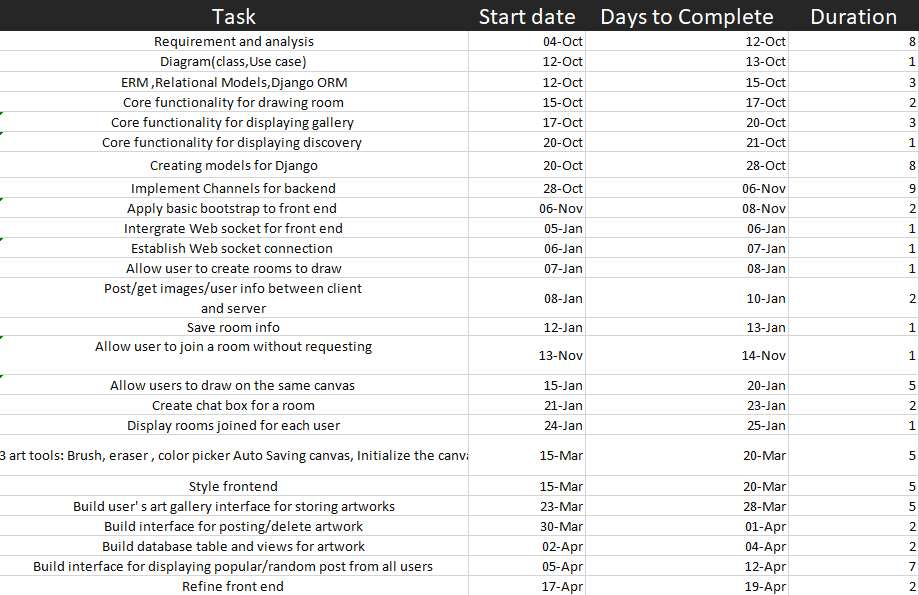 Task Start date Days to Complete Duration
Requirement and analysis 04-Oct 12-Oct 8
Diagram(class,Use case) 12-Oct 13-Oct 1
ERM ,Relational Models,Django ORM 12-Oct 15-Oct 3
Core functionality for drawing room 15-Oct 17-Oct 2
Core functionality for displaying gallery 17-Oct 20-Oct 3
Core functionality for displaying discovery 20-Oct 21-Oct 1
Creating models for Django 20-Oct 28-Oct 8
Implement Channels for backend 28-Oct 06-Nov 9
Apply basic bootstrap to front end 06-Nov 08-Nov 2
Intergrate Web socket for front end 05-Jan 06-Jan 1
Establish Web socket connection 06-Jan 07-Jan 1
Allow user to create rooms to draw 07-Jan 08-Jan 1
Post/get images/user info between client
and server 08-Jan 10-Jan 2
Save room info 12-Jan 13-Jan 1
Allow user to join a room without requesting 13-Nov 14-Nov 1
Allow users to draw on the same canvas 15-Jan 20-Jan 5
Create chat box for a room 21-Jan 23-Jan 2
Display rooms joined for each user 24-Jan 25-Jan 1
3 art tools: Brush, eraser , color picker Auto Saving canvas, Initialize the canva 15-Mar 20-Mar 5
Style frontend 15-Mar 20-Mar 5
Build user's art gallery interface for storing artworks 23-Mar 28-Mar 5
Build interface for posting/delete artwork 30-Mar 01-Apr 2
Build database table and views for artwork 02-Apr 04-Apr 2
Build interface for displaying popular/random post from all users 05-Apr 12-Apr 7
Refine front end 17-Apr 19-Apr 2